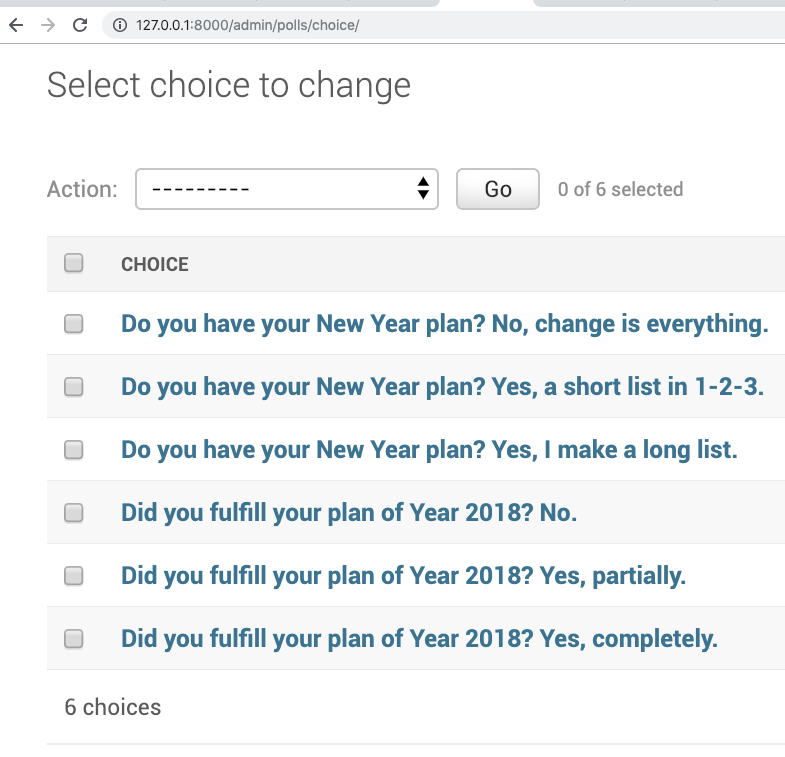 127.0.0.1:8000/admin/polls/choice/
Select choice to change
Action: --------- Go 0 of 6 selected
CHOICE
Do you have your New Year plan? No, change is everything.
Do you have your New Year plan? Yes, a short list in 1-2-3.
Do you have your New Year plan? Yes, I make a long list.
Did you fulfill your plan of Year 2018? No.
Did you fulfill your plan of Year 2018? Yes, partially.
Did you fulfill your plan of Year 2018? Yes, completely.
6 choices